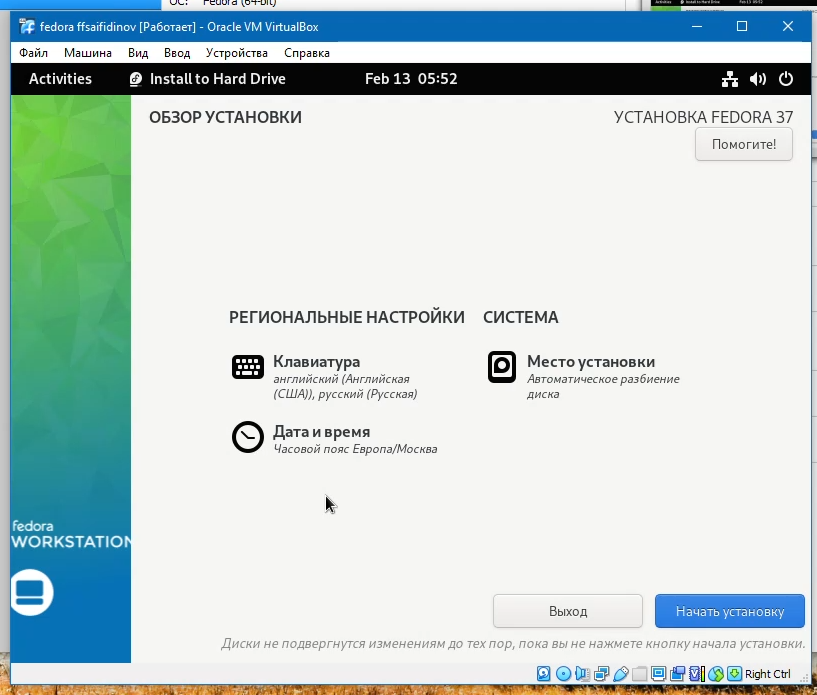 ОС: Fedora (64-bit)
fedora ffsaifidinov [Работает] - Oracle VM VirtualBox
Файл Машина Вид Ввод Устройства Справка
Activities Install to Hard Drive Feb 13 05:52
ОБЗОР УСТАНОВКИ УСТАНОВКА FEDORA 37
Помогите!
РЕГИОНАЛЬНЫЕ НАСТРОЙКИ СИСТЕМА
Клавиатура
английский (Английская
(США)), русский (Русская)
Место установки
Автоматическое разбиение
диска
Дата и время
Часовой пояс Европа/Москва
fedora
WORKSTATION
Выход Начать установку
Диски не подвергнутся изменениям до тех пор, пока вы не нажмете кнопку начала установки.
Right Ctrl